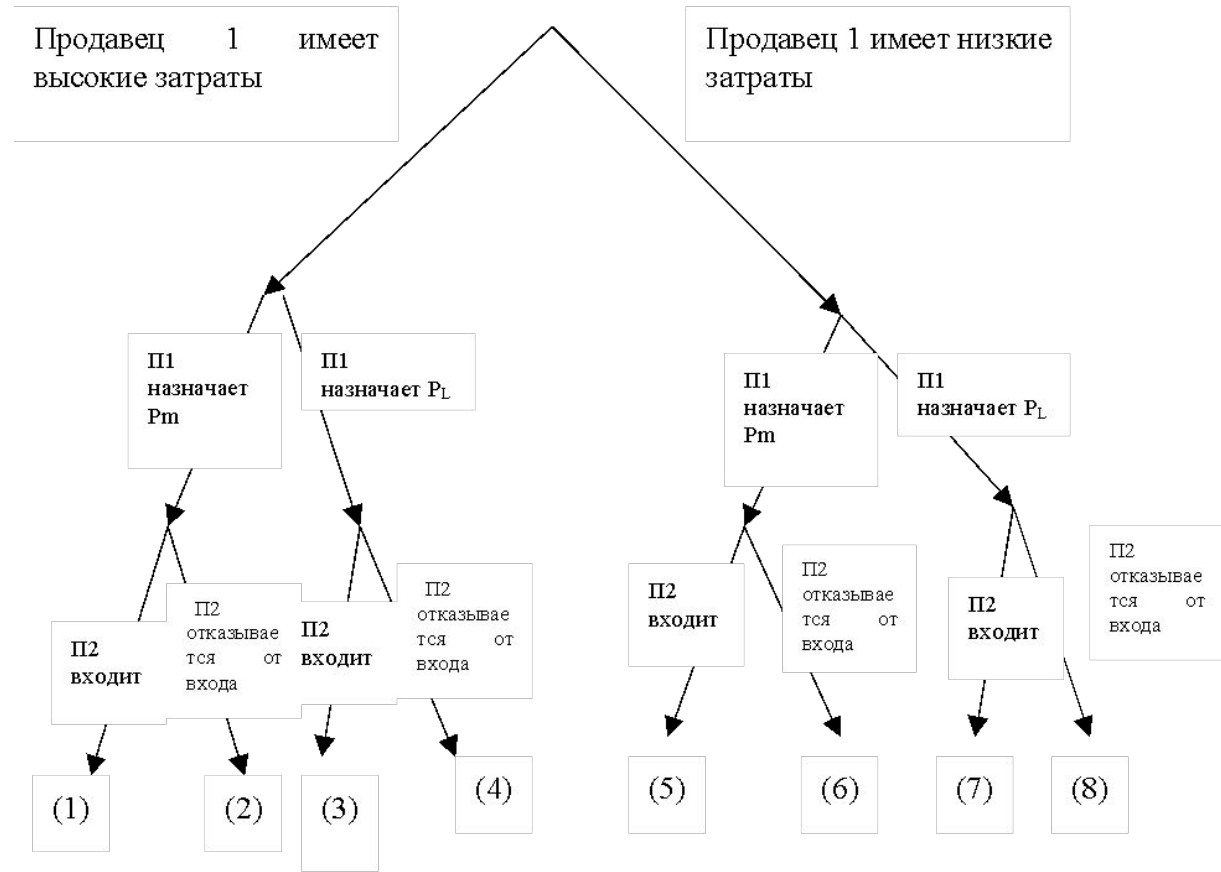 Продавец 1 имеет
высокие затраты
Продавец 1 имеет низкие
затраты
П1
назначает
Pm
П1
назначает PL
П1
назначает
Pm
П1
назначает PL
П2
входит
П2
отказывае
тся от
входа
П2
входит
П2
отказывае
тся от
входа
П2
входит
П2
отказывае
тся от
входа
П2
входит
П2
отказывае
тся от
входа
(1)
(2)
(3)
(4)
(5)
(6)
(7)
(8)